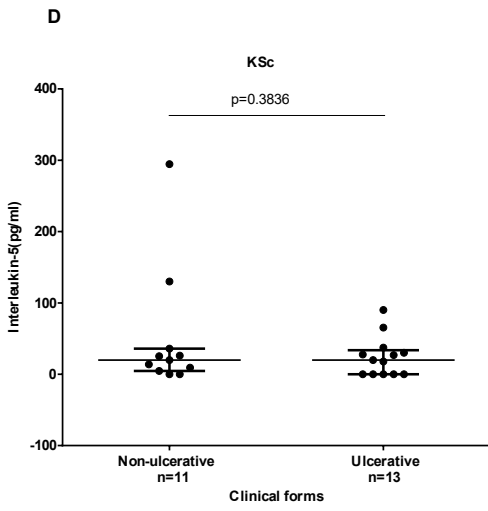 D
KSc
p=0.3836
400
300
200
100
0
-100
Interleukin-5(pg/ml)
Non-ulcerative
n=11
Ulcerative
n=13
Clinical forms